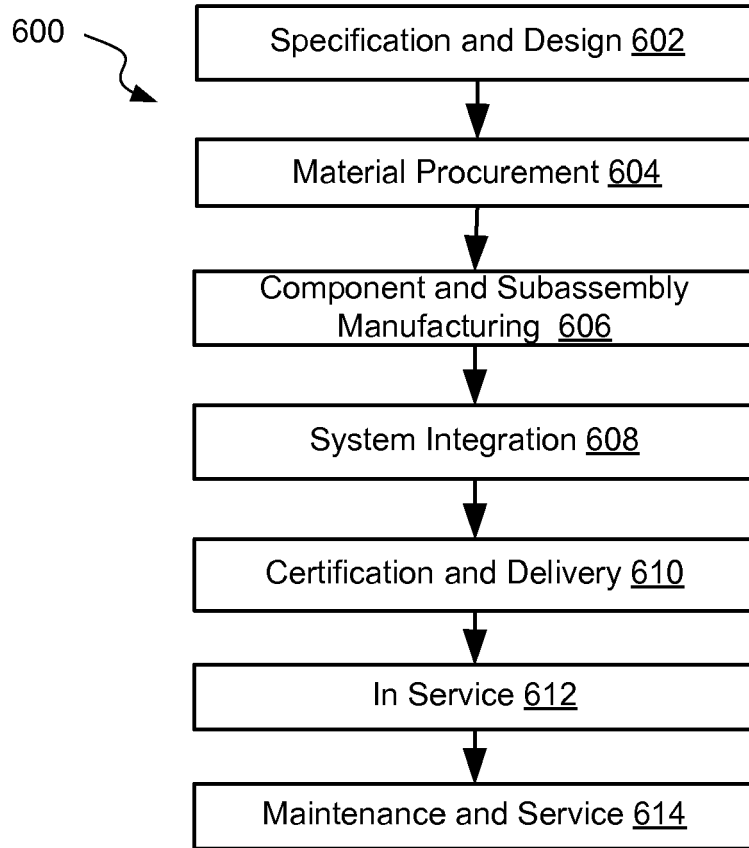 600
Specification and Design 602
Material Procurement 604
Component and Subassembly
Manufacturing 606
System Integration 608
Certification and Delivery 610
In Service 612
Maintenance and Service 614